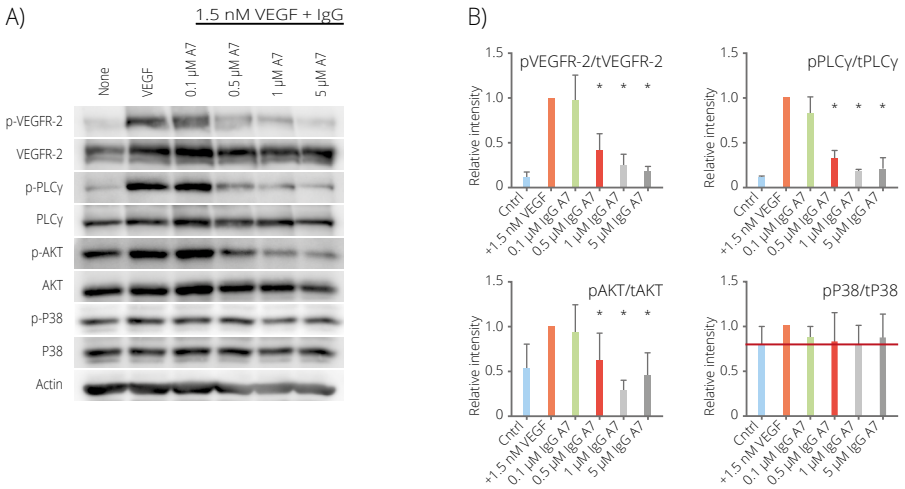 A)
1.5 nM VEGF + IgG
None
VEGF
0.1 µM A7
0.5 µM A7
1 µM A7
5 µM A7
p-VEGFR-2
VEGFR-2
p-PLCγ
PLCγ
p-AKT
AKT
p-P38
P38
Actin
B)
pVEGFR-2/tVEGFR-2
Relative intensity
1.5
1.0
0.5
0
* * *
Cntrl
+1.5 nM VEGF
0.1 µM IgG A7
0.5 µM IgG A7
1 µM IgG A7
5 µM IgG A7
pPLCγ/tPLCγ
Relative intensity
1.5
1.0
0.5
0
* * *
Cntrl
+1.5 nM VEGF
0.1 µM IgG A7
0.5 µM IgG A7
1 µM IgG A7
5 µM IgG A7
pAKT/tAKT
Relative intensity
1.5
1.0
0.5
0
* * *
Cntrl
+1.5 nM VEGF
0.1 µM IgG A7
0.5 µM IgG A7
1 µM IgG A7
5 µM IgG A7
pP38/tP38
Relative intensity
1.5
1.0
0.5
0
Cntrl
+1.5 nM VEGF
0.1 µM IgG A7
0.5 µM IgG A7
1 µM IgG A7
5 µM IgG A7